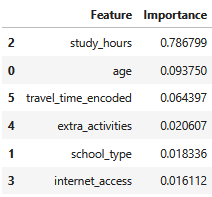 Feature Importance
2 study_hours 0.786799
0 age 0.093750
5 travel_time_encoded 0.064397
4 extra_activities 0.020607
1 school_type 0.018336
3 internet_access 0.016112